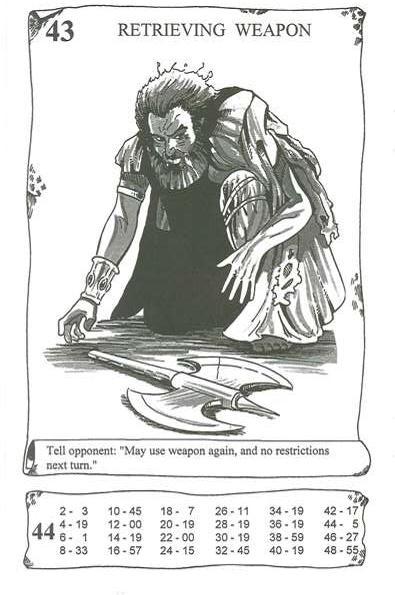 43 RETRIEVING WEAPON
Tell opponent: "May use weapon again, and no restrictions
next turn."
44
2 - 3 10 - 45 18 - 7 26 - 11 34 - 19 42 - 17
4 - 19 12 - 00 20 - 19 28 - 19 36 - 19 44 - 5
6 - 1 14 - 19 22 - 00 30 - 19 38 - 59 46 - 27
8 - 33 16 - 57 24 - 15 32 - 45 40 - 19 48 - 55